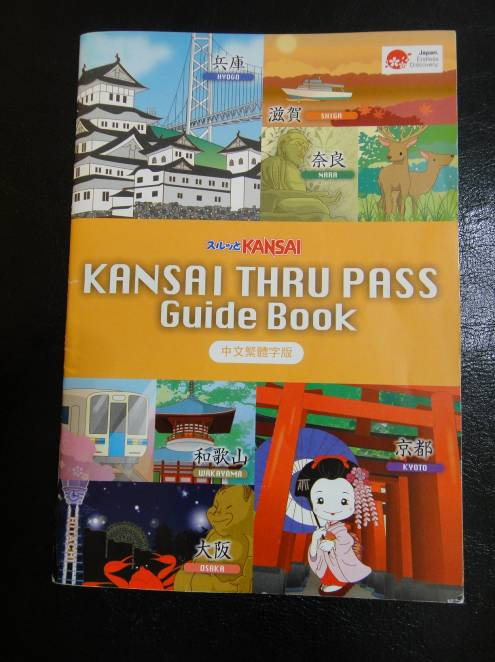 兵庫
HYOGO
Japan.
Endless
Discovery.
滋賀
SHIGA
奈良
NARA
スルッとKANSAI
KANSAI THRU PASS
Guide Book
中文繁體字版
和歌山
WAKAYAMA
京都
KYOTO
大阪
OSAKA